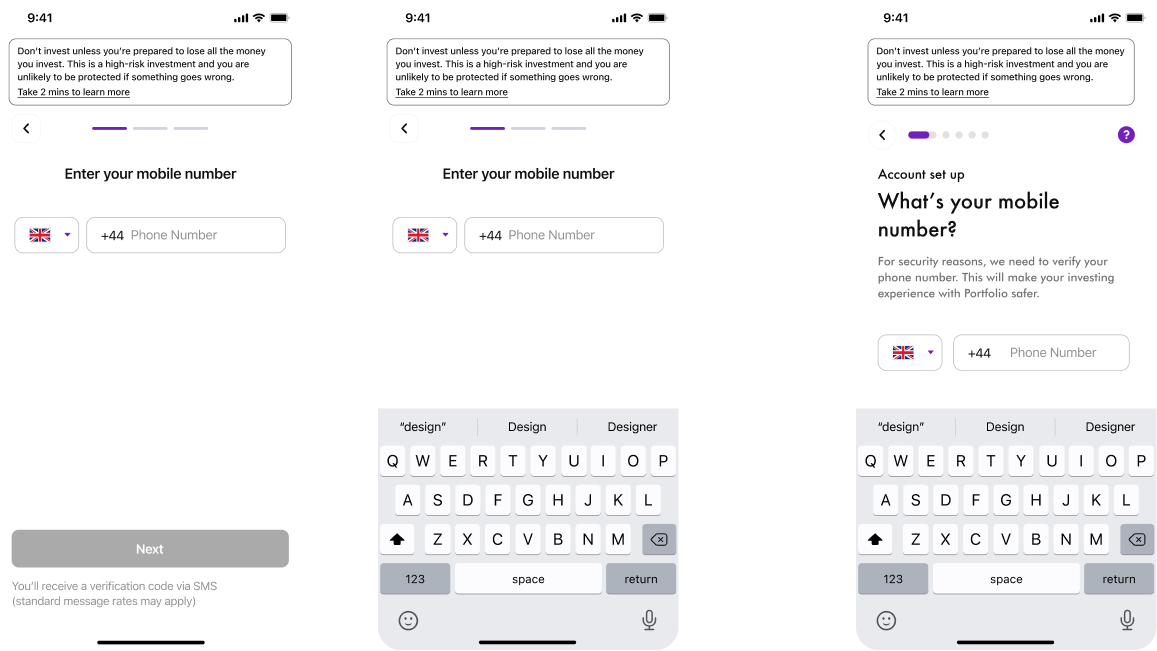 9:41
Don't invest unless you're prepared to lose all the money
you invest. This is a high-risk investment and you are
unlikely to be protected if something goes wrong.
Take 2 mins to learn more
Enter your mobile number
+44 Phone Number
Next
You'll receive a verification code via SMS
(standard message rates may apply)
9:41
Don't invest unless you're prepared to lose all the money
you invest. This is a high-risk investment and you are
unlikely to be protected if something goes wrong.
Take 2 mins to learn more
Enter your mobile number
+44 Phone Number
“design” Design Designer
Q W E R T Y U I O P
A S D F G H J K L
Z X C V B N M
123 space return
9:41
Don't invest unless you're prepared to lose all the money
you invest. This is a high-risk investment and you are
unlikely to be protected if something goes wrong.
Take 2 mins to learn more
?
Account set up
What's your mobile
number?
For security reasons, we need to verify your
phone number. This will make your investing
experience with Portfolio safer.
+44 Phone Number
“design” Design Designer
Q W E R T Y U I O P
A S D F G H J K L
Z X C V B N M
123 space return